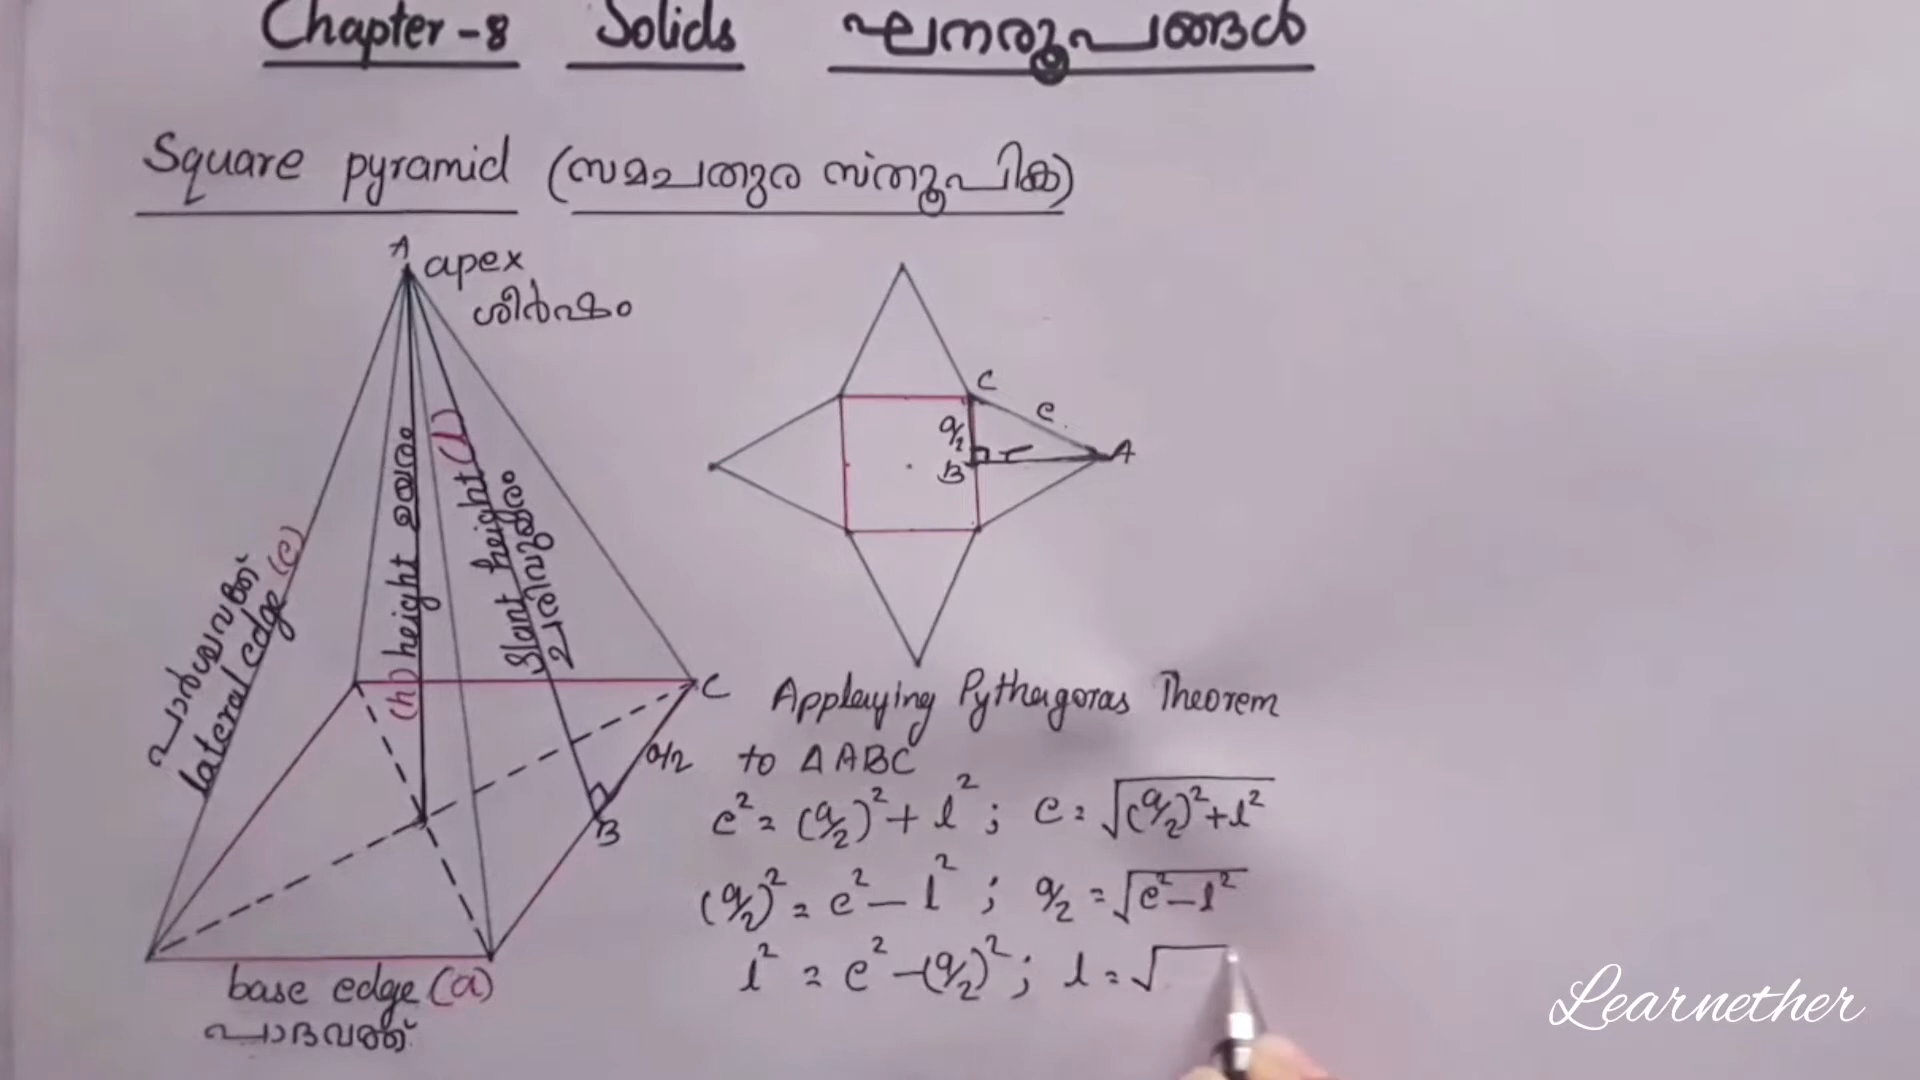 Chapter-8 Solids ഘനരൂപങ്ങൾ
Square pyramid (സമചതുര സ്തൂപിക)
A apex
ശീർഷം
പാർശ്വവക്ക്
lateral edge (e)
(h) height ഉയരം
Slant height (l)
ചരിവുയരം
C
a/2
B
base edge (a)
പാദവക്ക്
C
e
a/2
B
l
A
Applaying Pythagoras Theorem
to ΔABC
e² = (a/2)² + l² ; e = √(a/2)²+l²
(a/2)² = e² – l² ; a/2 = √e²–l²
l² = e² –(a/2)² ; l = √
Learnether